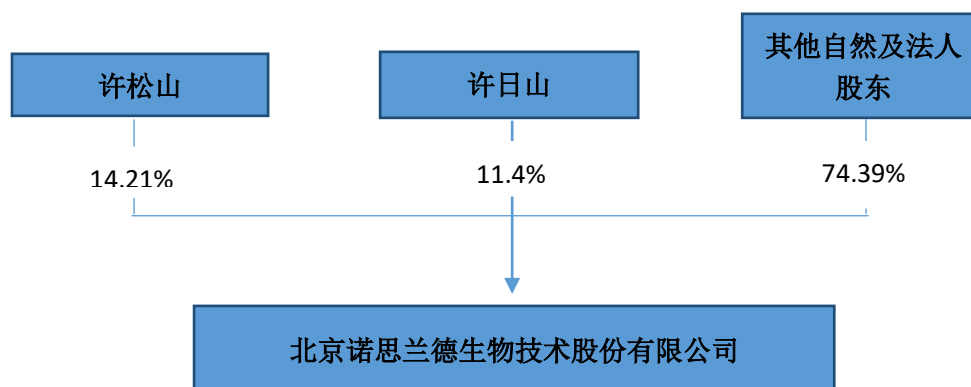 许松山
许日山
其他自然及法人
股东
14.21%
11.4%
74.39%
北京诺思兰德生物技术股份有限公司